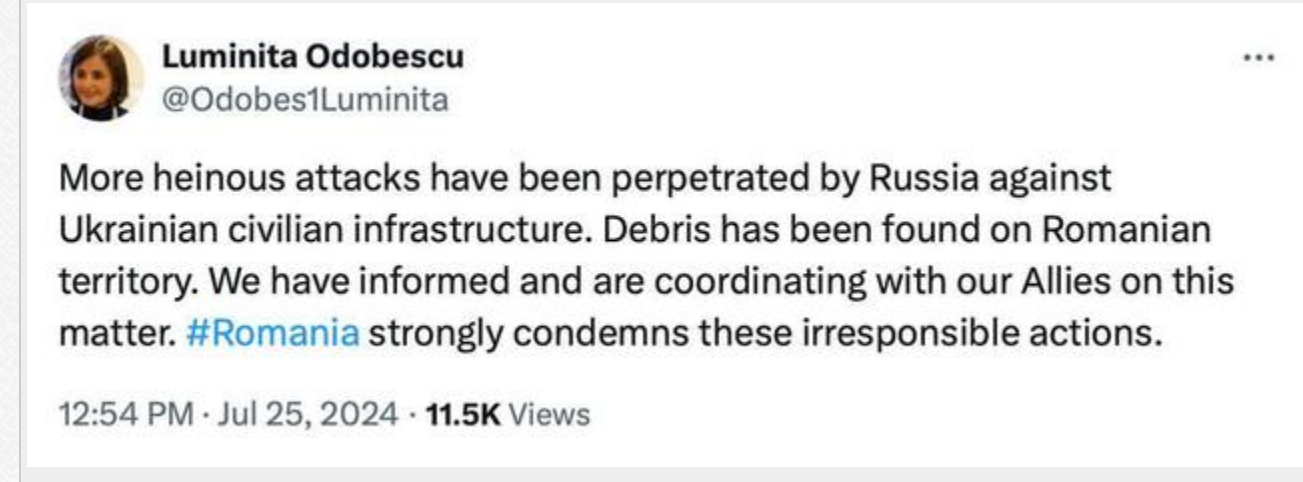 Luminita Odobescu
@Odobes1Luminita
More heinous attacks have been perpetrated by Russia against
Ukrainian civilian infrastructure. Debris has been found on Romanian
territory. We have informed and are coordinating with our Allies on this
matter. #Romania strongly condemns these irresponsible actions.
12:54 PM · Jul 25, 2024 · 11.5K Views